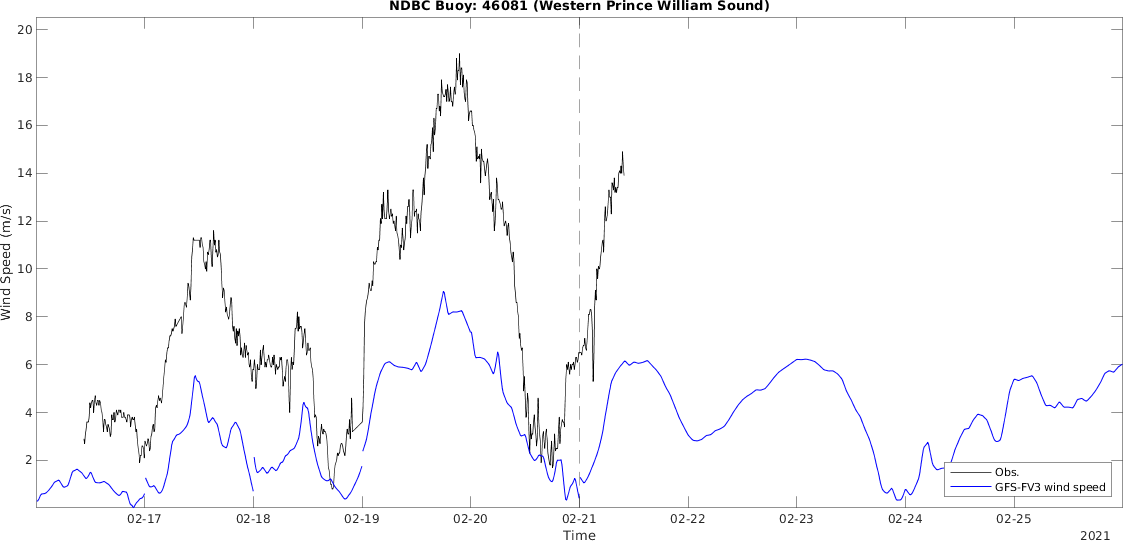 NDBC Buoy: 46081 (Western Prince William Sound)
20
18
16
14
12
10
8
6
4
2
Wind Speed (m/s)
02-17 02-18 02-19 02-20 02-21 02-22 02-23 02-24 02-25
Time
2021
Obs.
GFS-FV3 wind speed